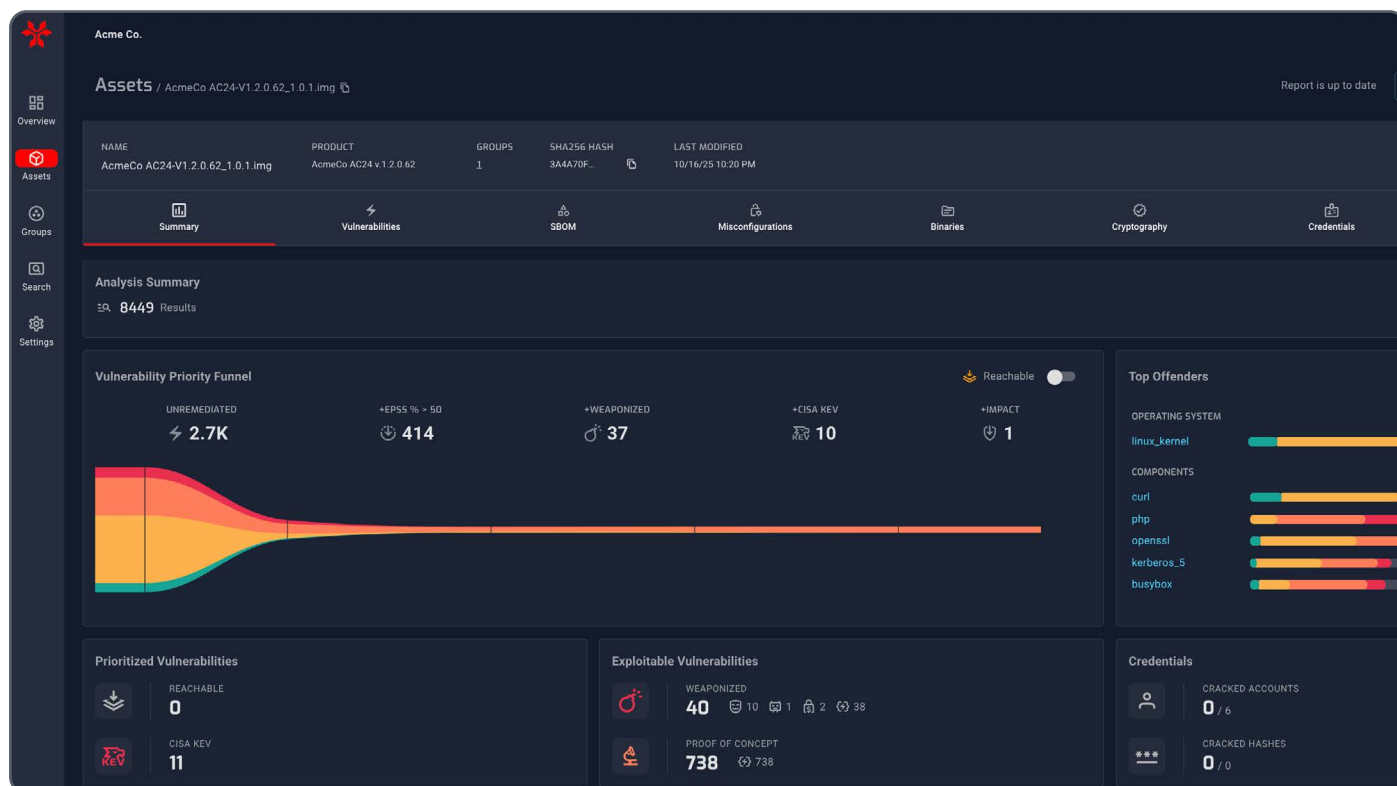 Acme Co.
Assets / AcmeCo AC24-V1.2.0.62_1.0.1.img
Report is up to date
Overview
Assets
Groups
Search
Settings
NAME PRODUCT GROUPS SHA256 HASH LAST MODIFIED
AcmeCo AC24-V1.2.0.62_1.0.1.img AcmeCo AC24 v.1.2.0.62 1 3A4A70F... 10/16/25 10:20 PM
Summary Vulnerabilities SBOM Misconfigurations Binaries Cryptography Credentials
Analysis Summary
8449 Results
Vulnerability Priority Funnel
Reachable
UNREMEDIATED +EPSS % > 50 +WEAPONIZED +CISA KEV +IMPACT
2.7K 414 37 KEV 10 1
Top Offenders
OPERATING SYSTEM
linux_kernel
COMPONENTS
curl
php
openssl
kerberos_5
busybox
Prioritized Vulnerabilities
REACHABLE
0
CISA KEV
KEV 11
Exploitable Vulnerabilities
WEAPONIZED
40 10 1 2 38
PROOF OF CONCEPT
738 738
Credentials
CRACKED ACCOUNTS
0 / 6
CRACKED HASHES
*** 0 / 0